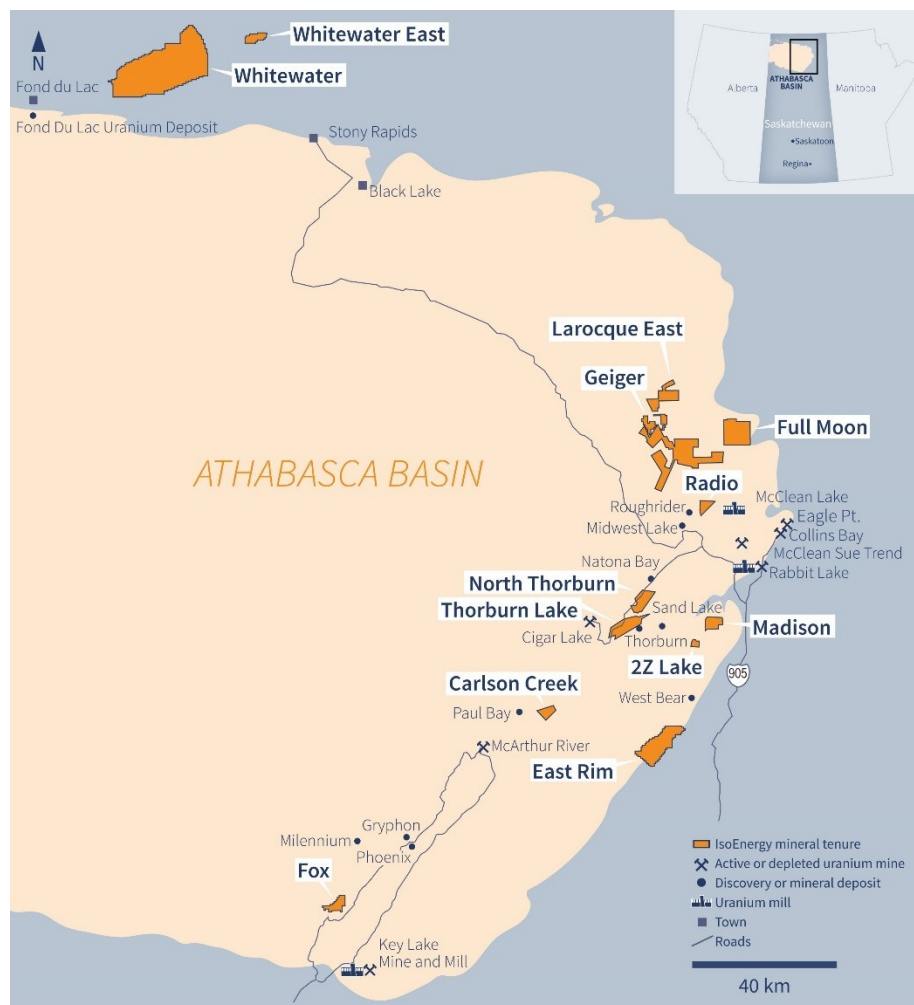 Whitewater East
Whitewater
N
Fond du Lac
Fond Du Lac Uranium Deposit
Stony Rapids
Black Lake
Alberta
ATHABASCA
BASIN
Manitoba
Saskatchewan
Saskatoon
Regina
Larocque East
Geiger
Full Moon
ATHABASCA BASIN
Radio
McClean Lake
Roughrider
Eagle Pt.
Midwest Lake
Collins Bay
McClean Sue Trend
Natona Bay
Rabbit Lake
North Thorburn
Sand Lake
Thorburn Lake
Madison
Cigar Lake
Thorburn
2Z Lake
905
Carlson Creek
West Bear
Paul Bay
McArthur River
East Rim
Gryphon
Milennium
Phoenix
Fox
Key Lake
Mine and Mill
IsoEnergy mineral tenure
Active or depleted uranium mine
Discovery or mineral deposit
Uranium mill
Town
Roads
40 km